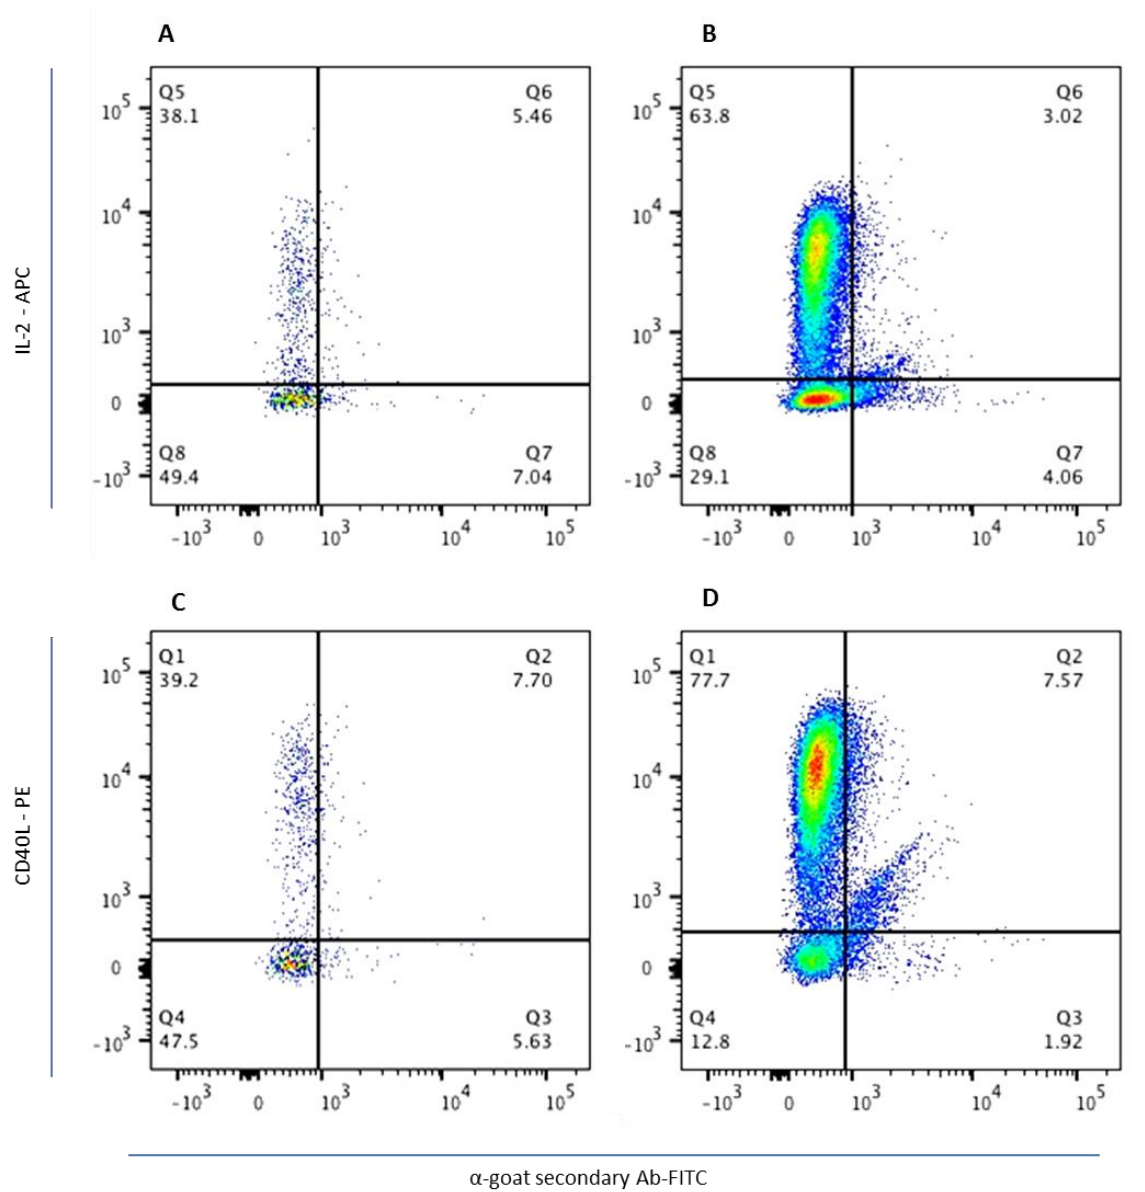 A
B
Q5
38.1
Q6
5.46
Q8
49.4
Q7
7.04
10^5
10^4
10^3
0
-10^3
-10^3
0
10^3
10^4
10^5
Q5
63.8
Q6
3.02
Q8
29.1
Q7
4.06
10^5
10^4
10^3
0
-10^3
-10^3
0
10^3
10^4
10^5
IL-2 - APC
C
D
Q1
39.2
Q2
7.70
Q4
47.5
Q3
5.63
10^5
10^4
10^3
0
-10^3
-10^3
0
10^3
10^4
10^5
Q1
77.7
Q2
7.57
Q4
12.8
Q3
1.92
10^5
10^4
10^3
0
-10^3
-10^3
0
10^3
10^4
10^5
CD40L - PE
α-goat secondary Ab-FITC